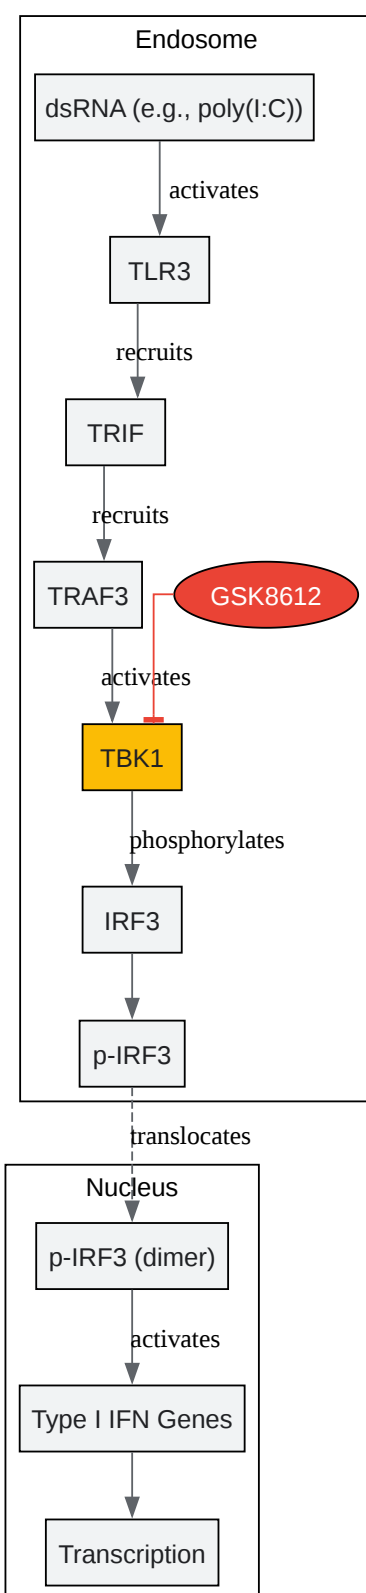 Endosome
dsRNA (e.g., poly(I:C))
activates
TLR3
recruits
TRIF
recruits
TRAF3
GSK8612
activates
TBK1
phosphorylates
IRF3
p-IRF3
translocates
Nucleus
p-IRF3 (dimer)
activates
Type I IFN Genes
Transcription